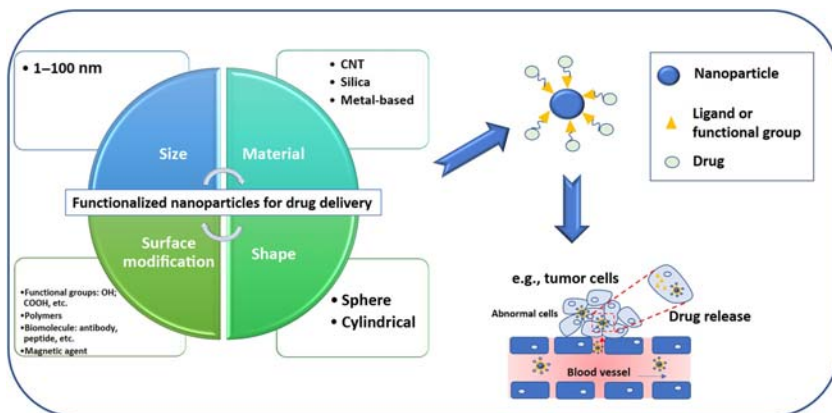 • 1–100 nm
• CNT
• Silica
• Metal-based
Size
Material
Functionalized nanoparticles for drug delivery
Surface
modification
Shape
•Functional groups: OH;
COOH, etc.
•Polymers
•Biomolecule: antibody,
peptide, etc.
•Magnetic agent
• Sphere
• Cylindrical
Nanoparticle
Ligand or
functional group
Drug
e.g., tumor cells
Abnormal cells
Drug release
Blood vessel